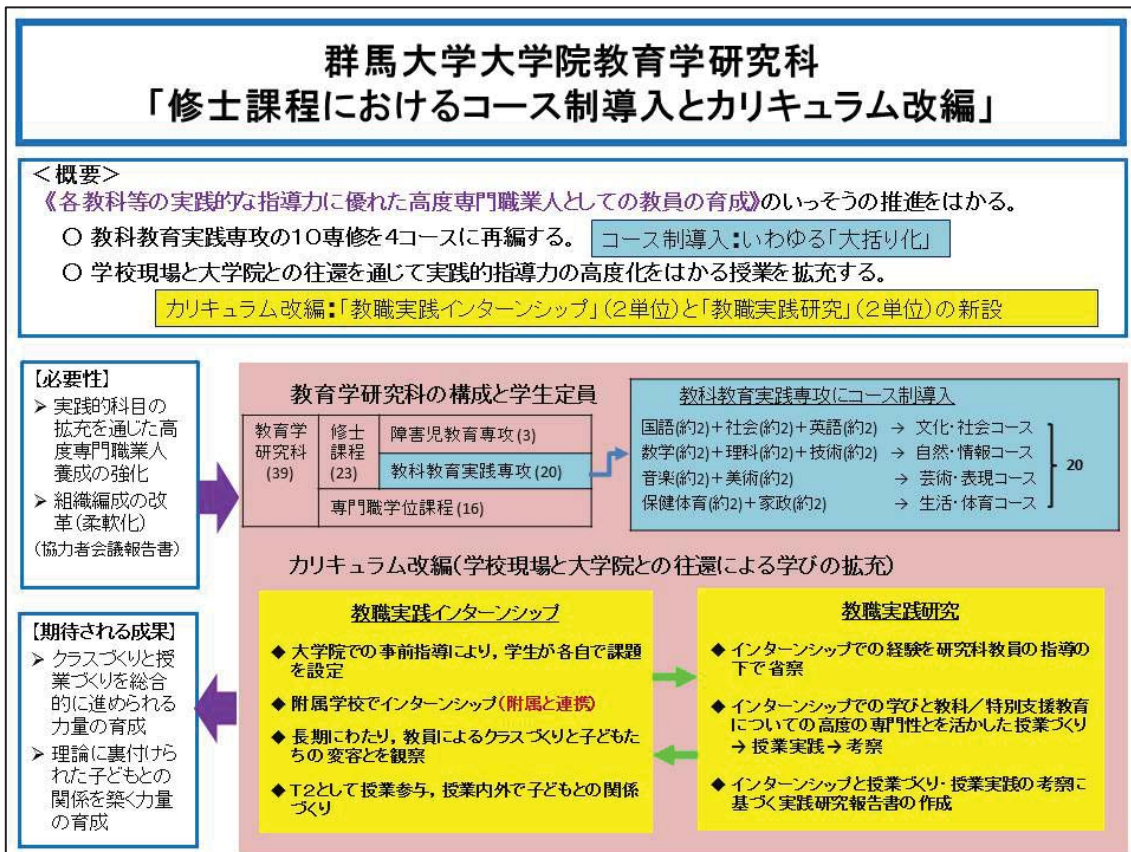 群馬大学大学院教育学研究科
「修士課程におけるコース制導入とカリキュラム改編」
＜概要＞
《各教科等の実践的な指導力に優れた高度専門職業人としての教員の育成》のいっそうの推進をはかる。
○ 教科教育実践専攻の10専修を4コースに再編する。 コース制導入：いわゆる「大括り化」
○ 学校現場と大学院との往還を通じて実践的指導力の高度化をはかる授業を拡充する。
カリキュラム改編：「教職実践インターンシップ」（2単位）と「教職実践研究」（2単位）の新設
【必要性】
➢ 実践的科目の
拡充を通じた高
度専門職業人
養成の強化
➢ 組織編成の改
革（柔軟化）
（協力者会議報告書）
教育学研究科の構成と学生定員
教育学
研究科
(39)
修士
課程
(23)
障害児教育専攻(3)
教科教育実践専攻(20)
専門職学位課程(16)
教科教育実践専攻にコース制導入
国語(約2)＋社会(約2)＋英語(約2) → 文化・社会コース
数学(約2)＋理科(約2)＋技術(約2) → 自然・情報コース
音楽(約2)＋美術(約2) → 芸術・表現コース
保健体育(約2)＋家政(約2) → 生活・体育コース
20
カリキュラム改編（学校現場と大学院との往還による学びの拡充）
【期待される成果】
➢ クラスづくりと授
業づくりを総合
的に進められる
力量の育成
➢ 理論に裏付けら
れた子どもとの
関係を築く力量
の育成
教職実践インターンシップ
◆ 大学院での事前指導により，学生が各自で課題
を設定
◆ 附属学校でインターンシップ（附属と連携）
◆ 長期にわたり，教員によるクラスづくりと子どもた
ちの変容とを観察
◆ T2として授業参与，授業内外で子どもとの関係
づくり
教職実践研究
◆ インターンシップでの経験を研究科教員の指導の
下で省察
◆ インターンシップでの学びと教科／特別支援教育
についての高度の専門性とを活かした授業づくり
→ 授業実践→ 考察
◆ インターンシップと授業づくり・授業実践の考察に
基づく実践研究報告書の作成